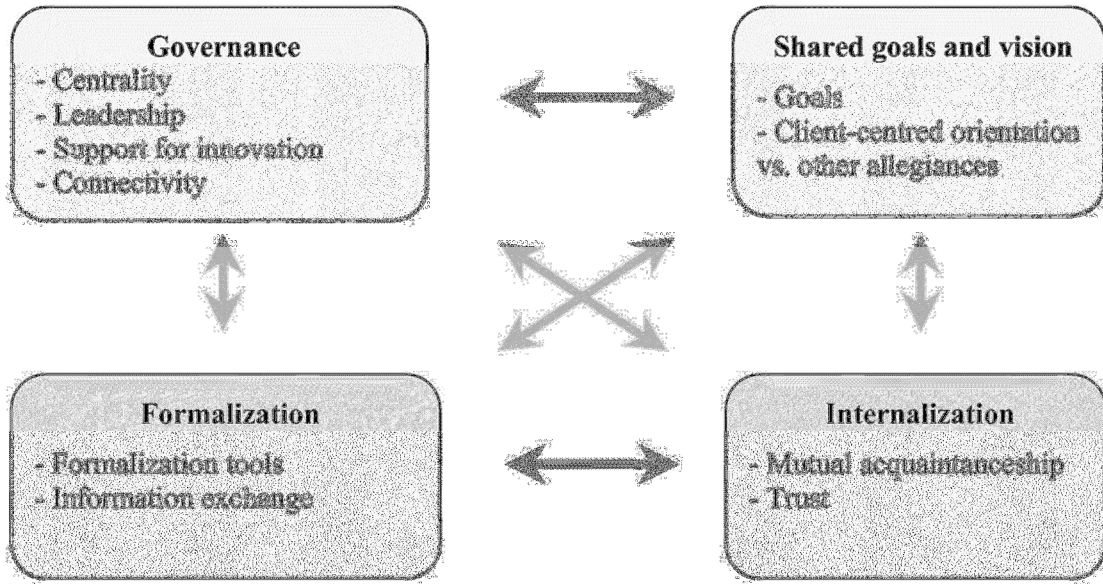 Governance
- Centrality
- Leadership
- Support for innovation
- Connectivity
Shared goals and vision
- Goals
- Client-centred orientation
vs. other allegiances
Formalization
- Formalization tools
- Information exchange
Internalization
- Mutual acquaintanceship
- Trust